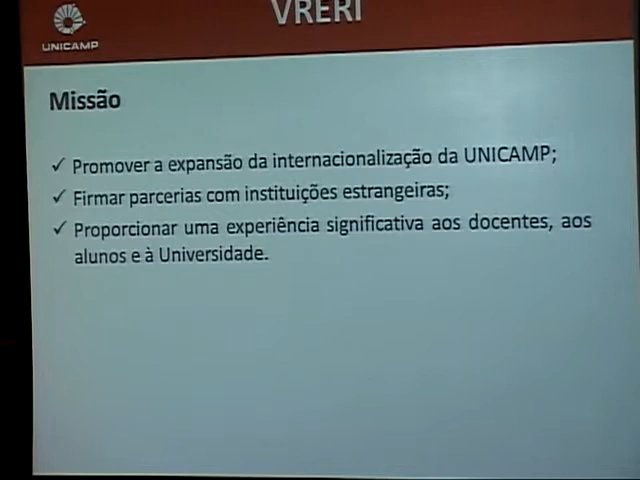 VRERI
UNICAMP
Missão
✓ Promover a expansão da internacionalização da UNICAMP;
✓ Firmar parcerias com instituições estrangeiras;
✓ Proporcionar uma experiência significativa aos docentes, aos
alunos e à Universidade.